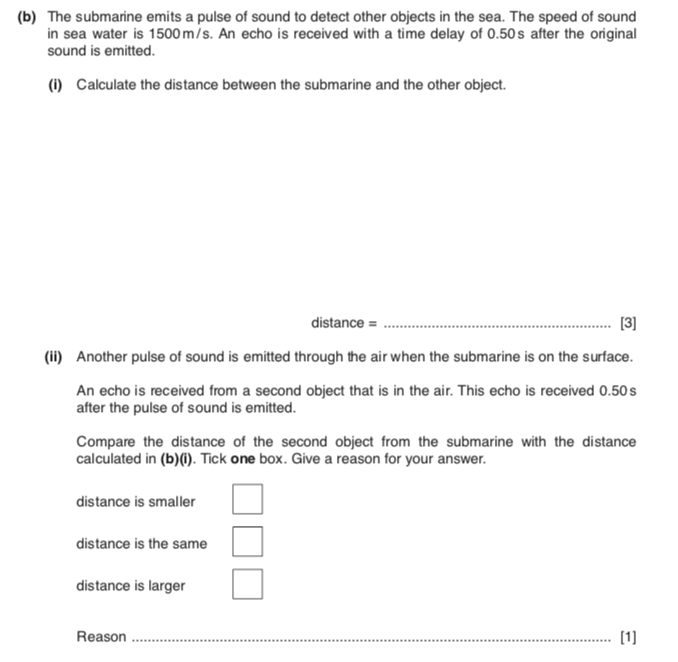 (b) The submarine emits a pulse of sound to detect other objects in the sea. The speed of sound
in sea water is 1500 m/s. An echo is received with a time delay of 0.50 s after the original
sound is emitted.
(i) Calculate the distance between the submarine and the other object.
distance = ........................................................ [3]
(ii) Another pulse of sound is emitted through the air when the submarine is on the surface.
An echo is received from a second object that is in the air. This echo is received 0.50 s
after the pulse of sound is emitted.
Compare the distance of the second object from the submarine with the distance
calculated in (b)(i). Tick one box. Give a reason for your answer.
distance is smaller
distance is the same
distance is larger
Reason ........................................................ [1]